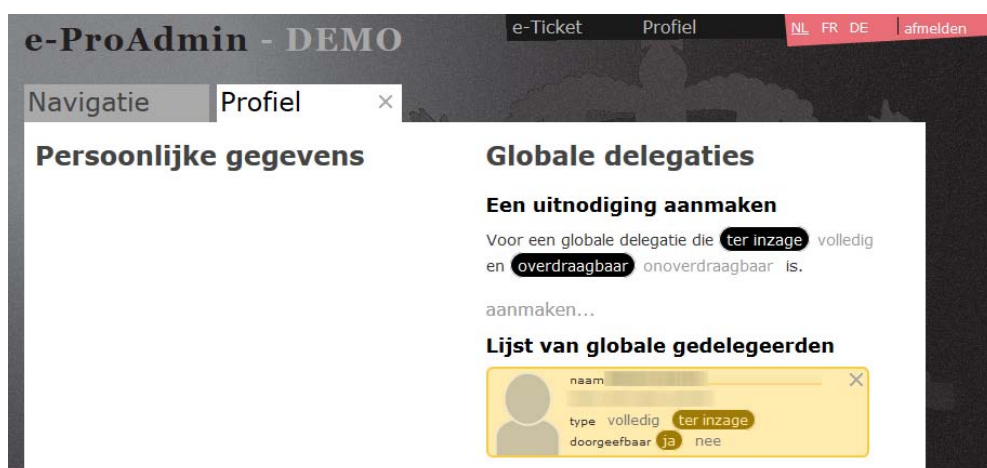 e-ProAdmin - DEMO
e-Ticket Profiel NL FR DE afmelden
Navigatie Profiel ×
Persoonlijke gegevens
Globale delegaties
Een uitnodiging aanmaken
Voor een globale delegatie die ter inzage volledig
en overdraagbaar onoverdraagbaar is.
aanmaken...
Lijst van globale gedelegeerden
naam
type volledig ter inzage
doorgeefbaar ja nee